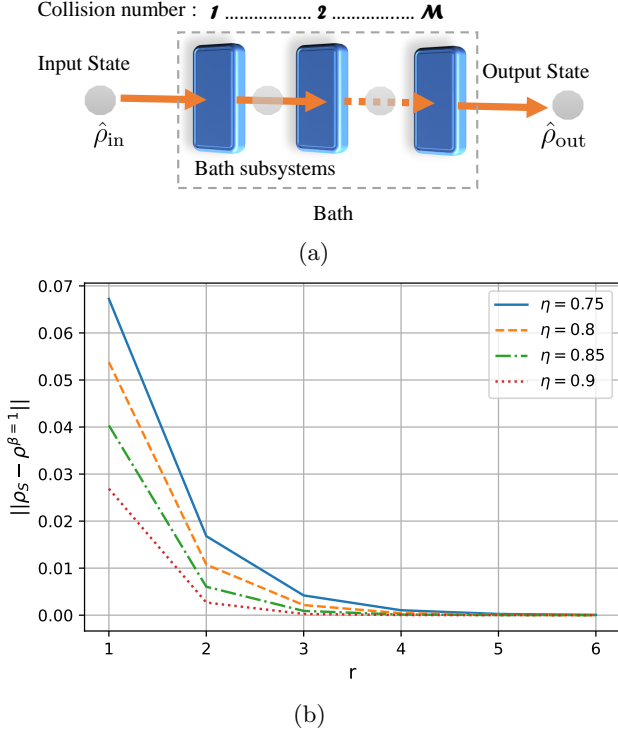 Collision number : 1 .................... 2 ................... M
Input State
Output State
ρ̂in
ρ̂out
Bath subsystems
Bath
(a)
0.07
0.06
0.05
0.04
0.03
0.02
0.01
0.00
||ρS − ρ^β=1||
η = 0.75
η = 0.8
η = 0.85
η = 0.9
1 2 3 4 5 6
r
(b)